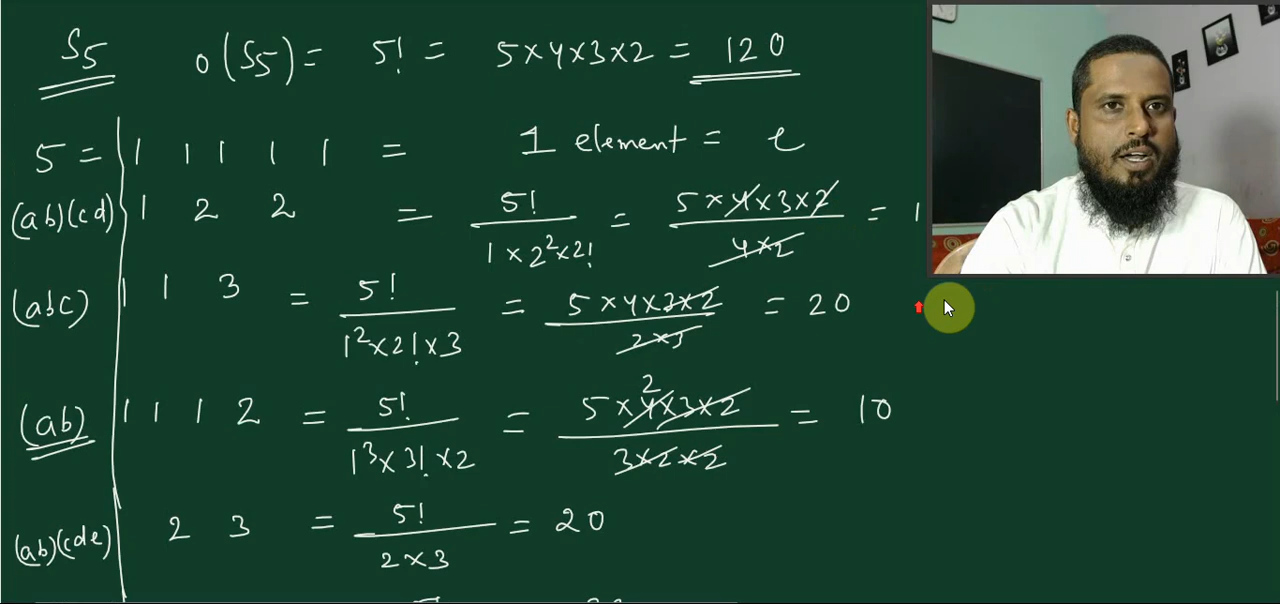 S5 o(S5) = 5! = 5×4×3×2 = 120
5 = 1 1 1 1 1 = 1 element = e
(ab)(cd) 1 2 2 = 5!/(1×2²×2!) = (5×4×3×2)/(4×2) = 1
(abc) 1 1 3 = 5!/(1²×2!×3) = (5×4×3×2)/(2×3) = 20
(ab) 1 1 1 2 = 5!/(1³×3!×2) = (5×4×3×2)/(3×2×2) 2 = 10
(ab)(cde) 2 3 = 5!/(2×3) = 20